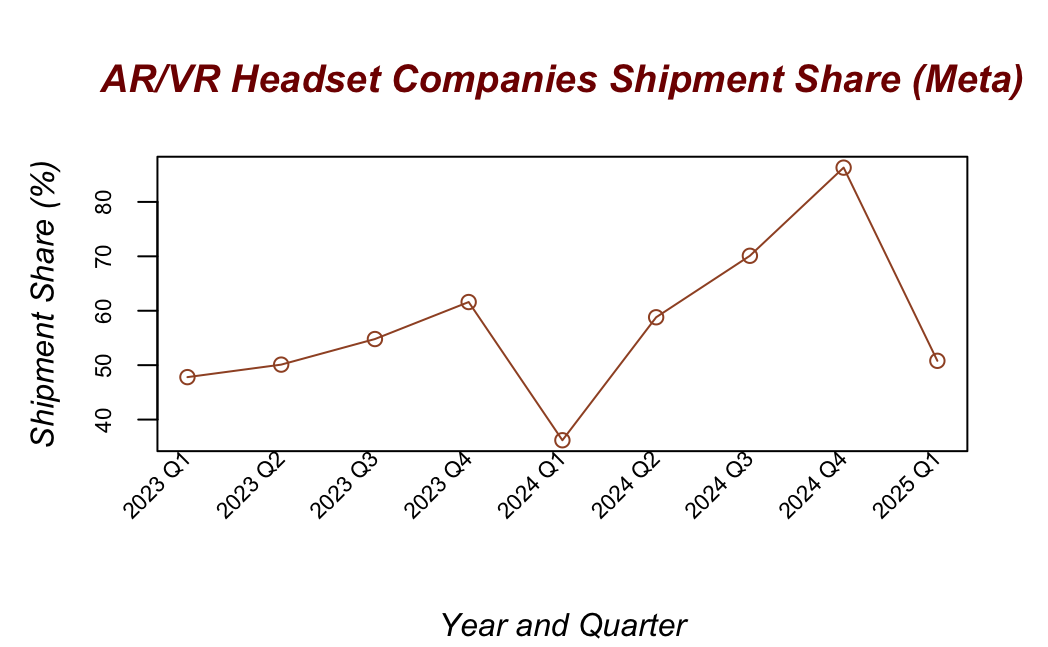 AR/VR Headset Companies Shipment Share (Meta)
Shipment Share (%)
80
70
60
50
40
2023 Q1
2023 Q2
2023 Q3
2023 Q4
2024 Q1
2024 Q2
2024 Q3
2024 Q4
2025 Q1
Year and Quarter